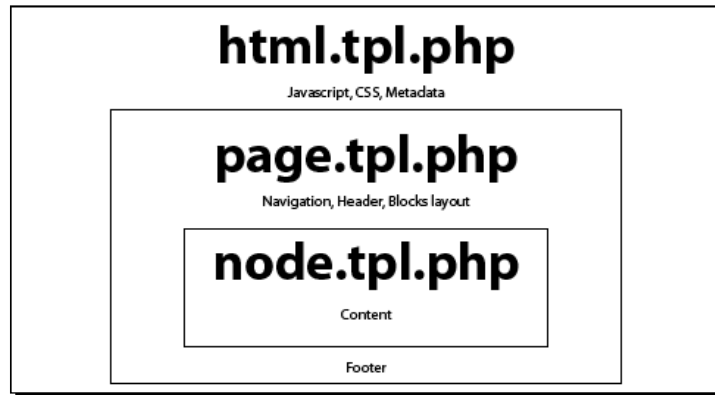 html.tpl.php
Javascript, CSS, Metadata
page.tpl.php
Navigation, Header, Blocks layout
node.tpl.php
Content
Footer